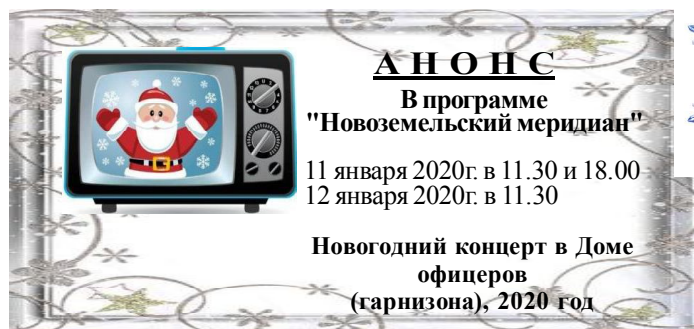 АНОНС
В программе
"Новоземельский меридиан"
11 января 2020г. в 11.30 и 18.00
12 января 2020г. в 11.30
Новогодний концерт в Доме
офицеров
(гарнизона), 2020 год